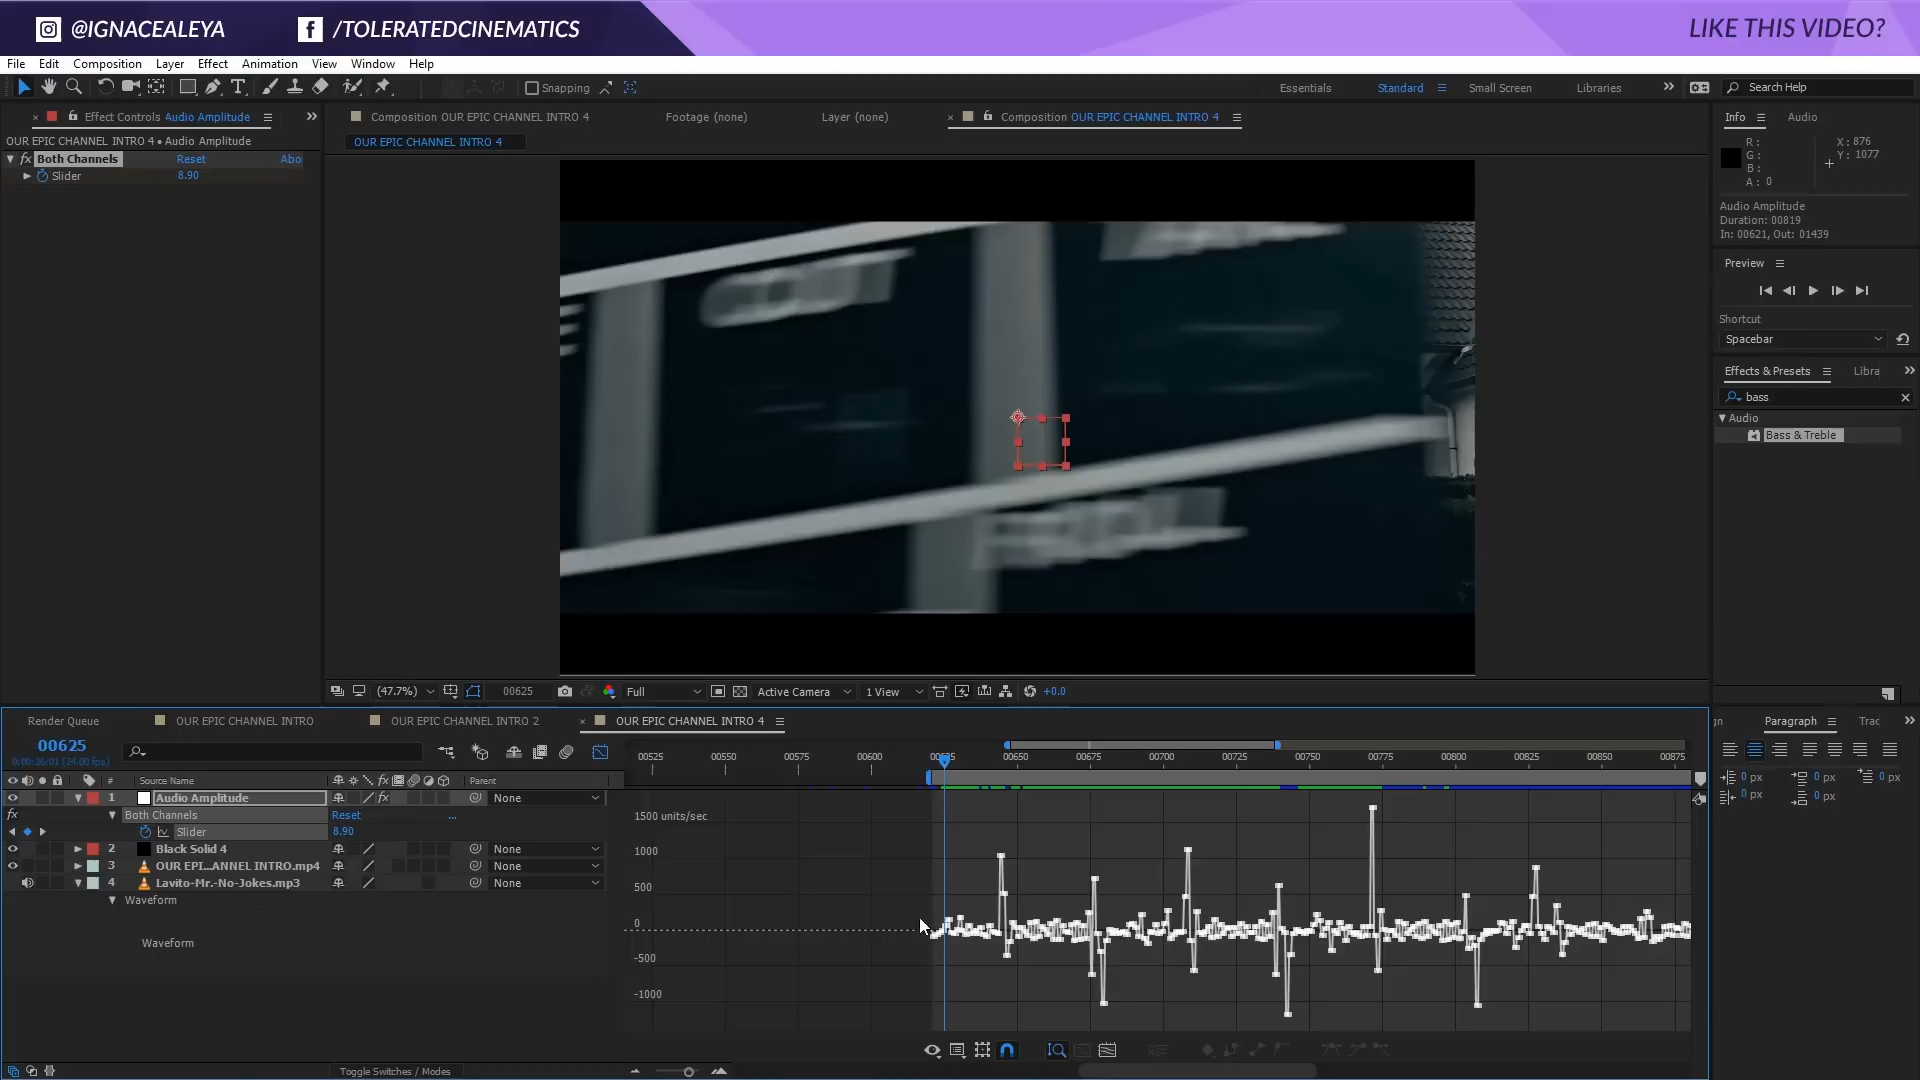 @IGNACEALEYA /TOLERATEDCINEMATICS LIKE THIS VIDEO?
File Edit Composition Layer Effect Animation View Window Help
Snapping Essentials Standard Small Screen Libraries Search Help
Effect Controls Audio Amplitude
Composition OUR EPIC CHANNEL INTRO 4 Footage (none) Layer (none) Composition OUR EPIC CHANNEL INTRO 4
OUR EPIC CHANNEL INTRO 4 • Audio Amplitude
OUR EPIC CHANNEL INTRO 4
fx Both Channels Reset Abo
Slider 8.90
Info Audio
R: X: 876
G: Y: 1077
B:
A: 0
Audio Amplitude
Duration: 00819
In: 00621, Out: 01439
Preview
Shortcut
Spacebar
Effects & Presets Libra
bass
Audio
Bass & Treble
(47.7%) 00625 Full Active Camera 1 View +0.0
Render Queue OUR EPIC CHANNEL INTRO OUR EPIC CHANNEL INTRO 2 OUR EPIC CHANNEL INTRO 4
gn Paragraph Trac
00625
0:00:26:01 (24.00 fps)
00525 00550 00575 00600 00625 00650 00675 00700 00725 00750 00775 00800 00825 00850 00875
# Source Name fx Parent
1 Audio Amplitude fx None
fx Both Channels Reset ...
Slider 8.90
2 Black Solid 4 None
3 OUR EPI...ANNEL INTRO.mp4 None
4 Lavito-Mr.-No-Jokes.mp3 None
Waveform
Waveform
1500 units/sec
1000
500
0
-500
-1000
0 px 0 px 0 px
0 px 0 px
Toggle Switches / Modes